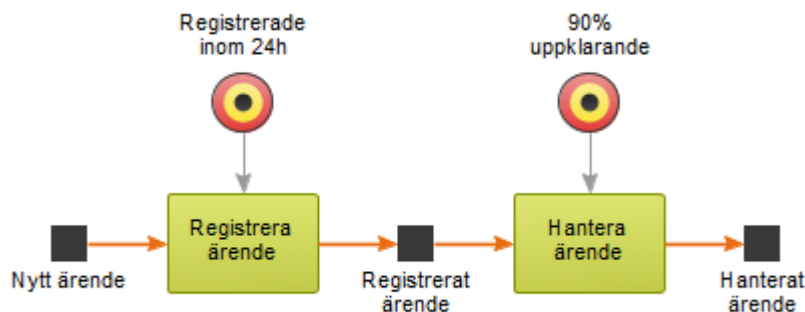 Registrerade
inom 24h
90%
uppklarande
Registrera
ärende
Hantera
ärende
Nytt ärende
Registrerat
ärende
Hanterat
ärende